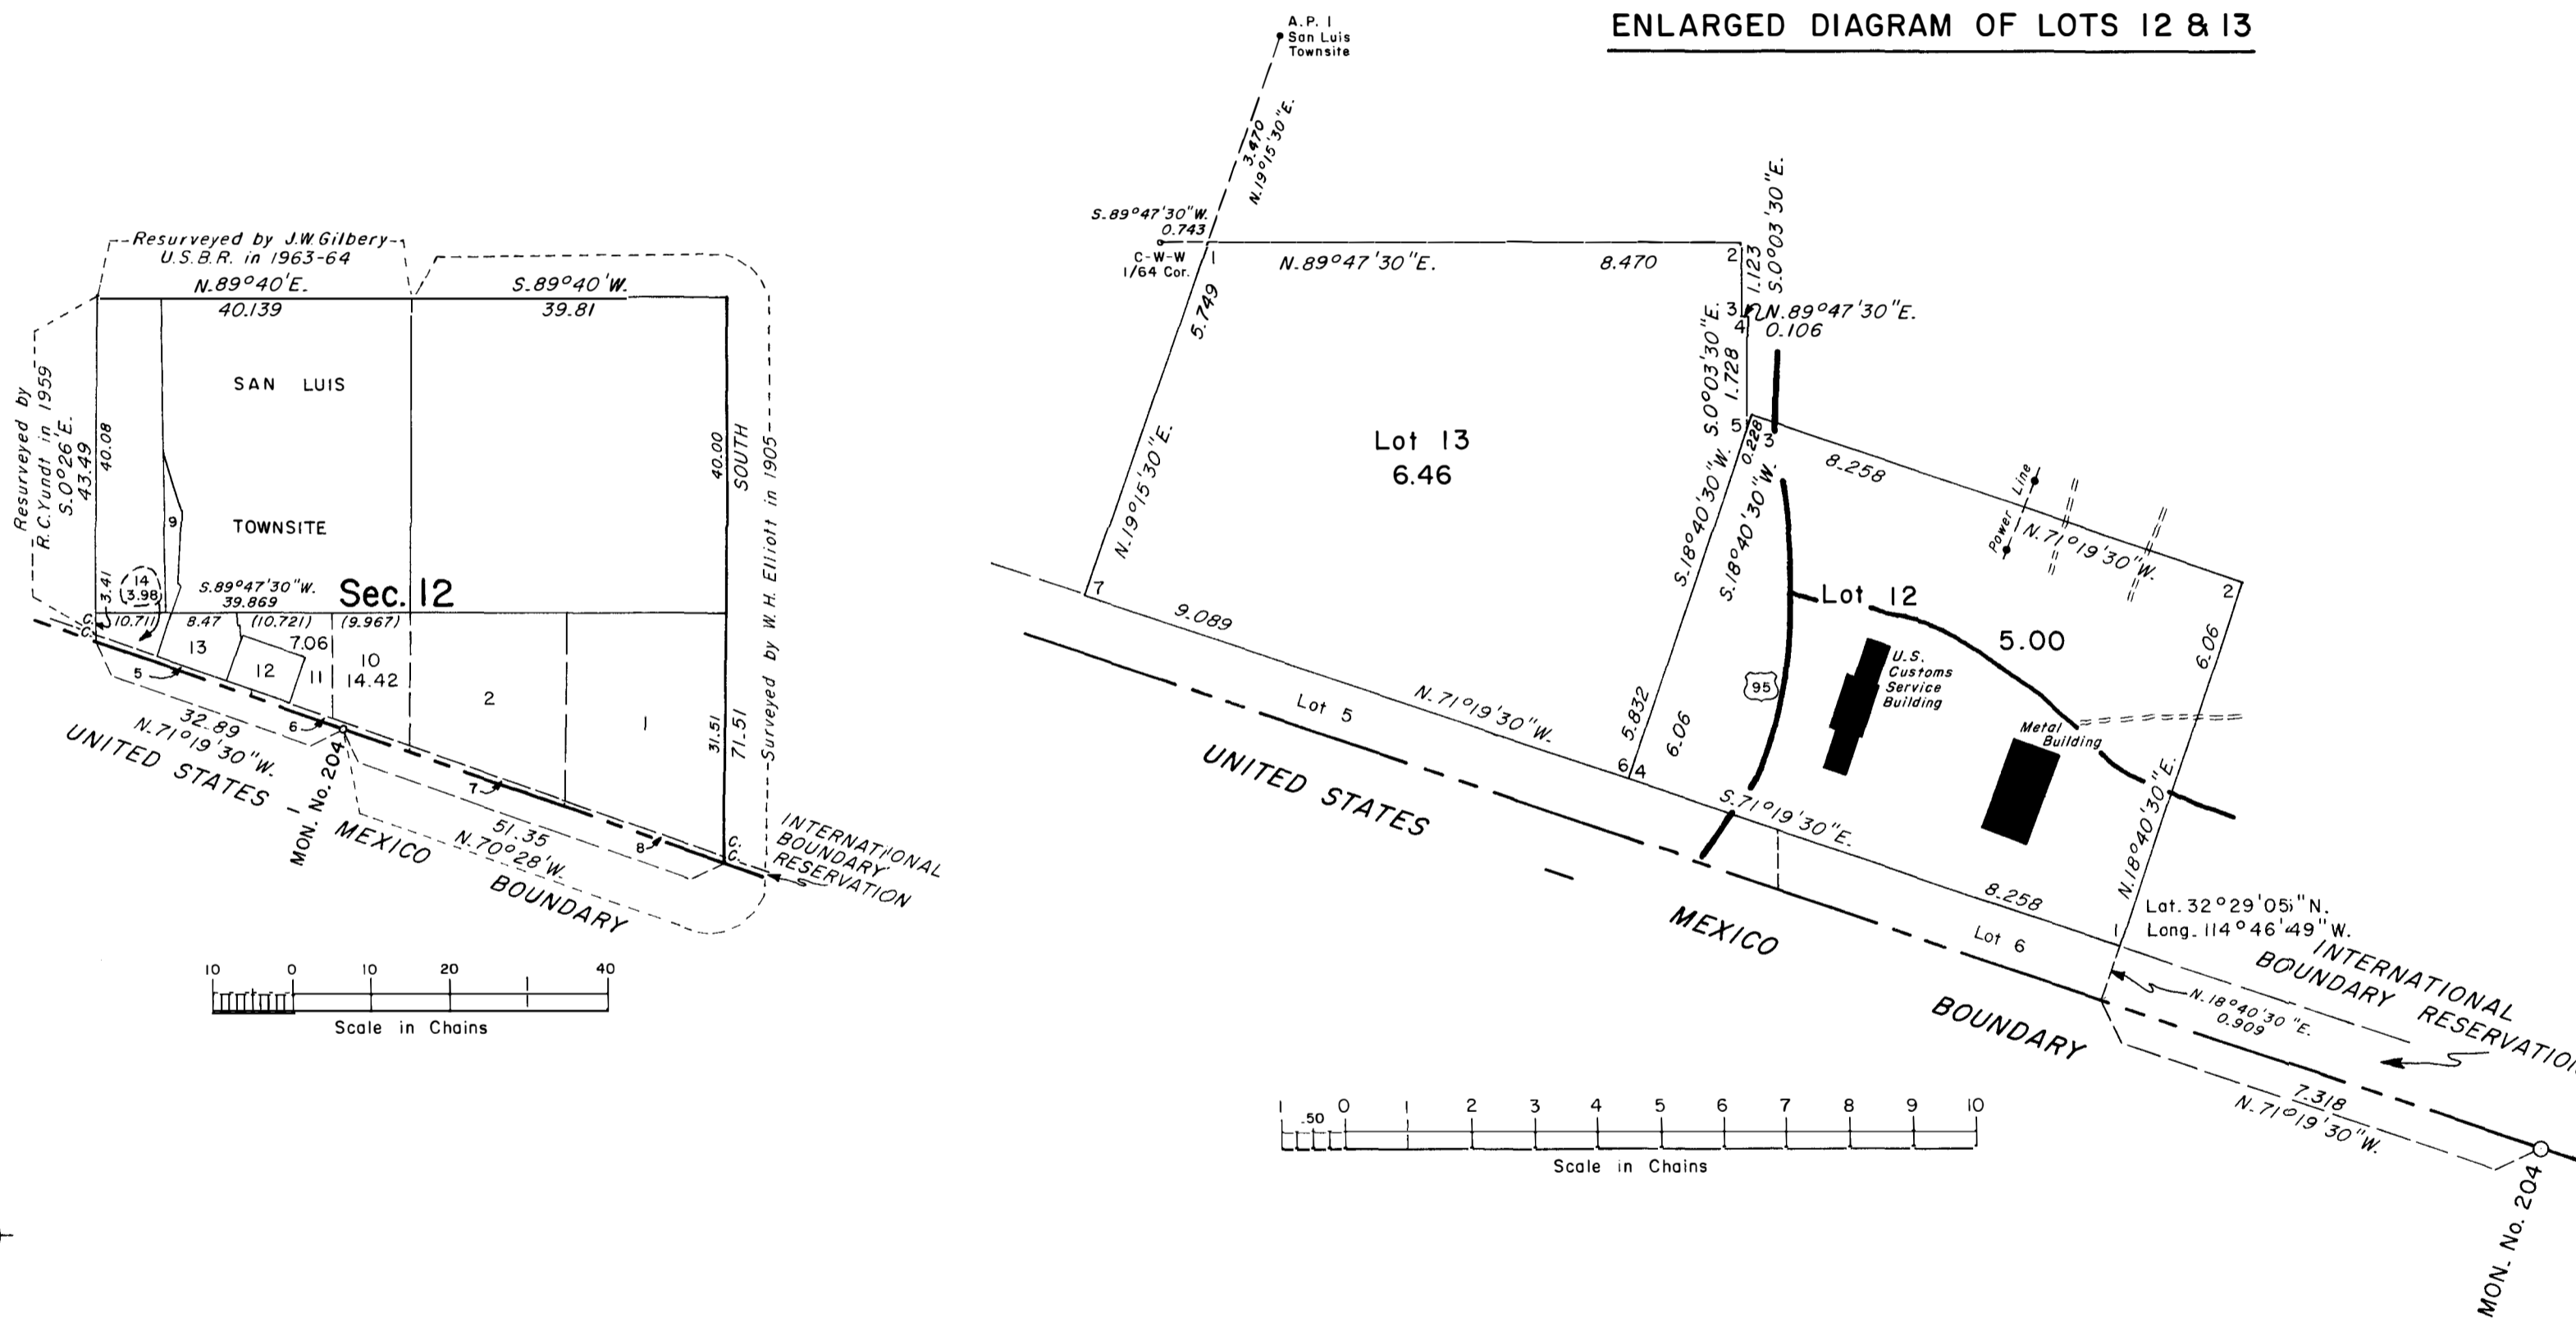 ENLARGED DIAGRAM OF LOTS 12 & 13
Resurveyed by J.W. Gilbery
U.S.B.R. in 1963-64
N.89°40'E.
40.139
S.89°40'W.
39.81
Resurveyed by
R.C.Yundt in 1959
S.0°26'E.
43.49
40.08
3.41
SAN LUIS
TOWNSITE
9
14
3.98
S.89°47'30"W.
39.869
Sec. 12
C.
C.
10.711
8.47
(10.721)
(9.967)
13
12
7.06
11
10
14.42
2
1
40.00
SOUTH
31.51
71.51
Surveyed by W.H. Elliott in 1905
5
6
7
8
C.
C.
32.89
N.71°19'30"W.
MON. No. 204
51.35
N.70°28'W.
UNITED STATES - MEXICO BOUNDARY
INTERNATIONAL
BOUNDARY
RESERVATION
10 0 10 20 40
Scale in Chains
A.P. 1
San Luis
Townsite
3.470
N.19°15'30"E.
S.89°47'30"W.
0.743
C-W-W
1/64 Cor.
1
N.89°47'30"E.
8.470
2
1.123
S.0°03'30"E.
3
N.89°47'30"E.
0.106
4
S.0°03'30"E.
1.728
5
5.749
N.19°15'30"E.
Lot 13
6.46
7
9.089
N.71°19'30"W.
S.18°40'30"W.
5.832
6
0.228
3
S.18°40'30"W.
6.06
4
8.258
N.71°19'30"W.
Power Line
2
Lot 12
5.00
6.06
N.18°40'30"E.
95
U.S.
Customs
Service
Building
Metal
Building
S.71°19'30"E.
8.258
1
Lat. 32°29'05"N.
Long. 114°46'49"W.
Lot 5
Lot 6
UNITED STATES - MEXICO BOUNDARY
INTERNATIONAL
BOUNDARY RESERVATION
N.18°40'30"E.
0.909
7.318
N.71°19'30"W.
MON. No. 204
1 .50 0 1 2 3 4 5 6 7 8 9 10
Scale in Chains